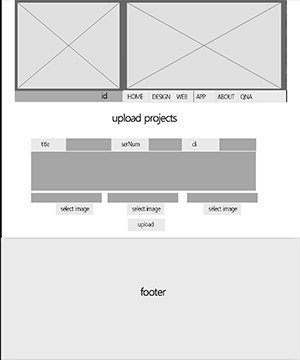 id HOME DESIGN WEB APP ABOUT QNA
upload projects
title serNum cli
select image select image select image
upload
footer